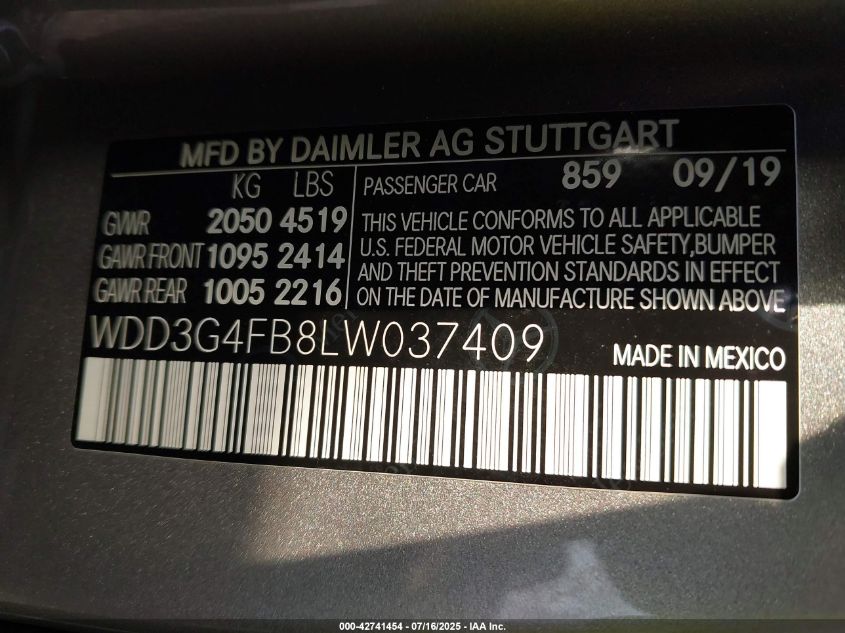 MFD BY DAIMLER AG STUTTGART
KG LBS
GVWR 2050 4519
GAWR FRONT 1095 2414
GAWR REAR 1005 2216
PASSENGER CAR 859 09/19
THIS VEHICLE CONFORMS TO ALL APPLICABLE
U.S. FEDERAL MOTOR VEHICLE SAFETY,BUMPER
AND THEFT PREVENTION STANDARDS IN EFFECT
ON THE DATE OF MANUFACTURE SHOWN ABOVE
WDD3G4FB8LW037409
MADE IN MEXICO
000-42741454 - 07/16/2025 - IAA Inc.